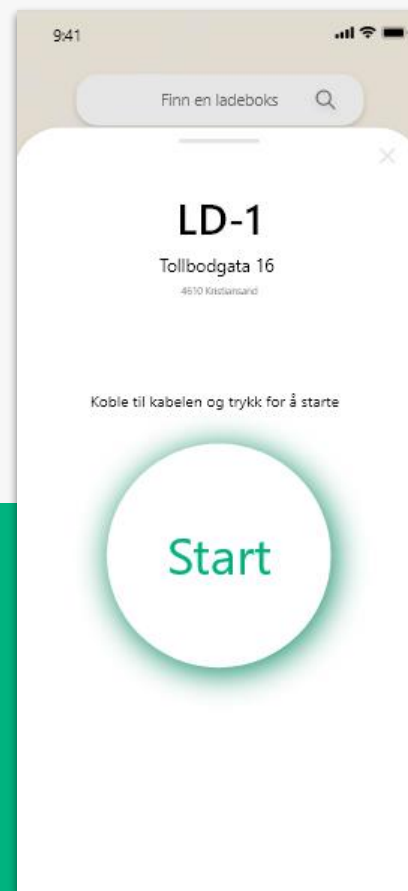 9:41
Finn en ladeboks
LD-1
Tollbodgata 16
4610 Kristiansand
Koble til kabelen og trykk for å starte
Start